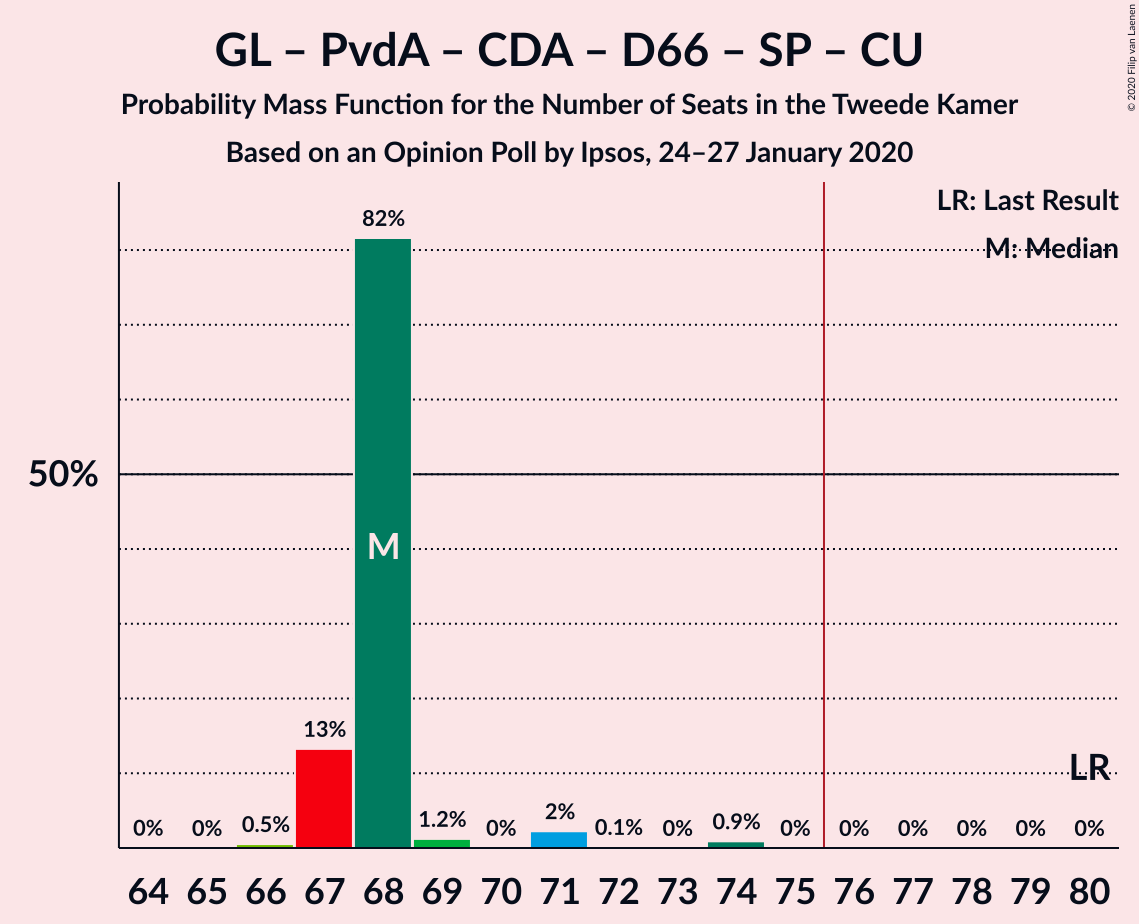 GL – PvdA – CDA – D66 – SP – CU
Probability Mass Function for the Number of Seats in the Tweede Kamer
Based on an Opinion Poll by Ipsos, 24–27 January 2020
© 2020 Filip van Laenen
LR: Last Result
M: Median
82%
50%
M
13%
LR
0% 0% 0.5% 1.2% 0% 2% 0.1% 0% 0.9% 0% 0% 0% 0% 0% 0%
64 65 66 67 68 69 70 71 72 73 74 75 76 77 78 79 80